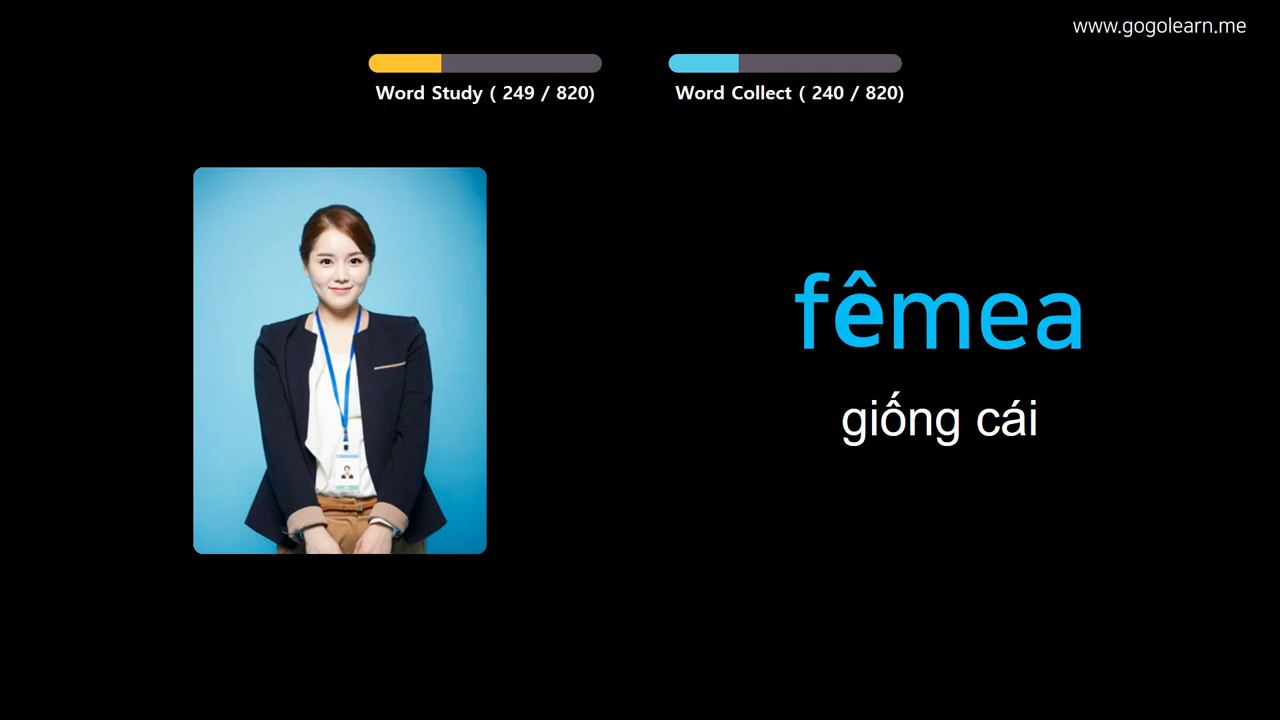 www.gogolearn.me
Word Study ( 249 / 820)
Word Collect ( 240 / 820)
fêmea
giống cái